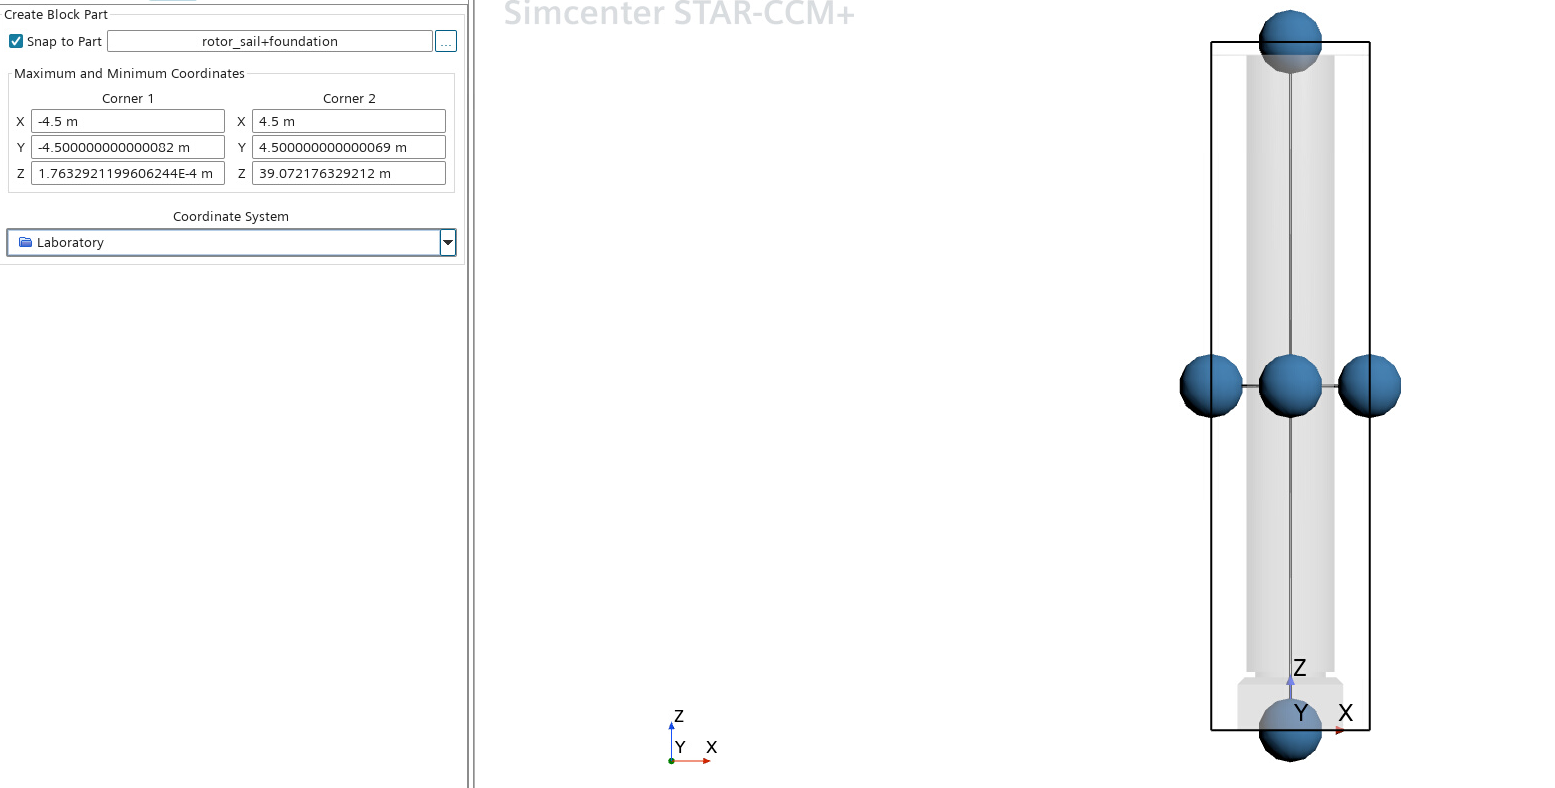 Create Block Part
Snap to Part rotor_sail+foundation ...
Maximum and Minimum Coordinates
Corner 1 Corner 2
X -4.5 m X 4.5 m
Y -4.500000000000082 m Y 4.500000000000069 m
Z 1.7632921199606244E-4 m Z 39.072176329212 m
Coordinate System
Laboratory
Simcenter STAR-CCM+
Z
Y X
Z
Y X